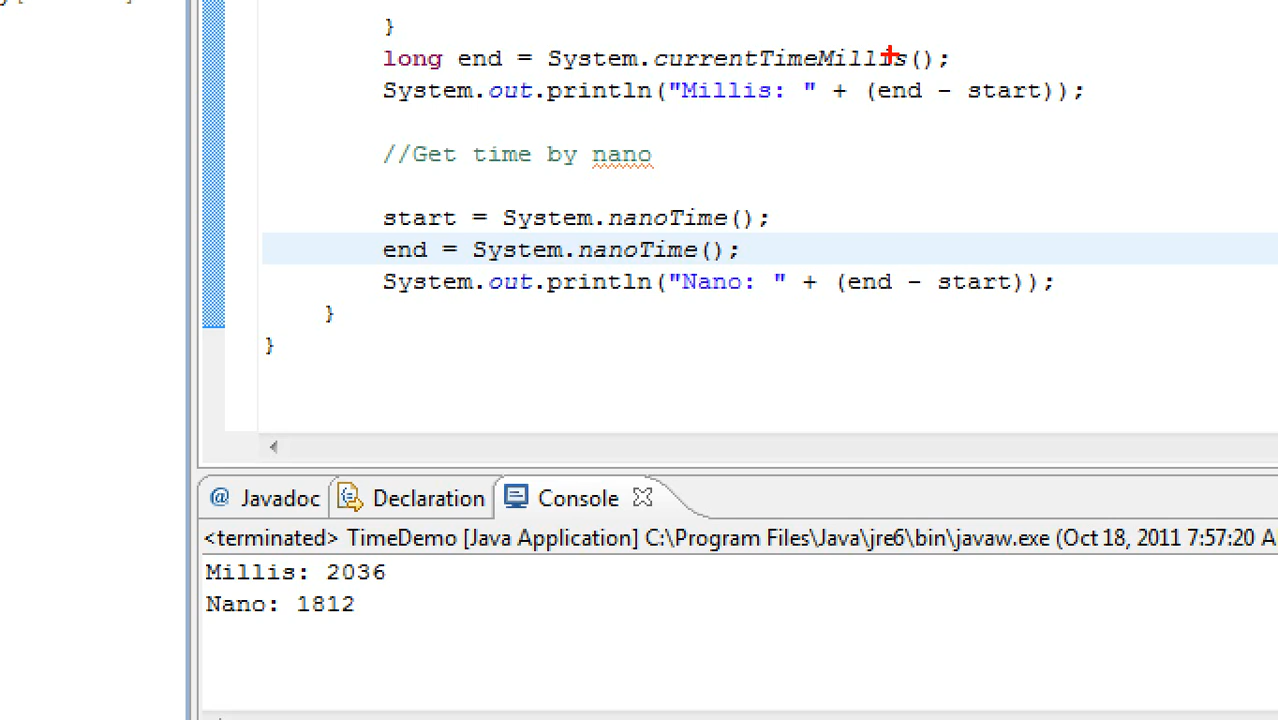 }
long end = System.currentTimeMillis();
System.out.println("Millis: " + (end - start));
//Get time by nano
start = System.nanoTime();
end = System.nanoTime();
System.out.println("Nano: " + (end - start));
}
}
@ Javadoc Declaration Console
<terminated> TimeDemo [Java Application] C:\Program Files\Java\jre6\bin\javaw.exe (Oct 18, 2011 7:57:20 A
Millis: 2036
Nano: 1812